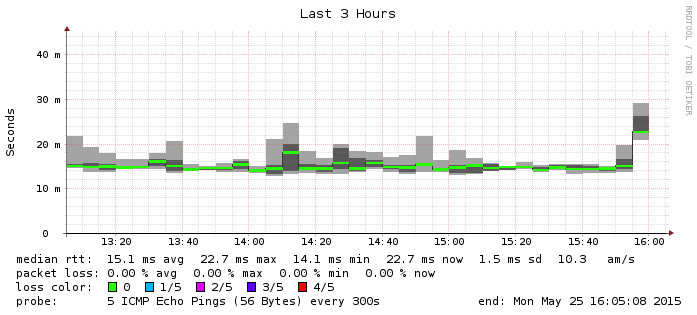 Last 3 Hours
RRDTOOL / TOBI OETIKER
Seconds
40 m
30 m
20 m
10 m
0
13:20 13:40 14:00 14:20 14:40 15:00 15:20 15:40 16:00
median rtt: 15.1 ms avg 22.7 ms max 14.1 ms min 22.7 ms now 1.5 ms sd 10.3 am/s
packet loss: 0.00 % avg 0.00 % max 0.00 % min 0.00 % now
loss color: 0 1/5 2/5 3/5 4/5
probe: 5 ICMP Echo Pings (56 Bytes) every 300s end: Mon May 25 16:05:08 2015